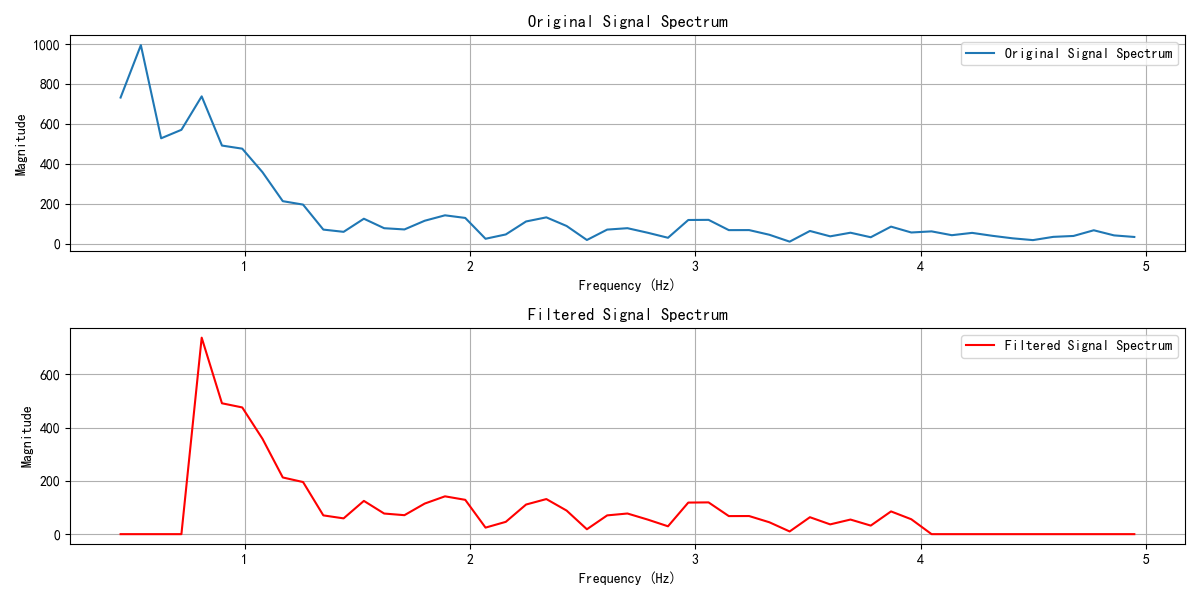 Original Signal Spectrum
Original Signal Spectrum
Magnitude
1000
800
600
400
200
0
1
2
3
4
5
Frequency (Hz)
Filtered Signal Spectrum
Filtered Signal Spectrum
Magnitude
600
400
200
0
1
2
3
4
5
Frequency (Hz)